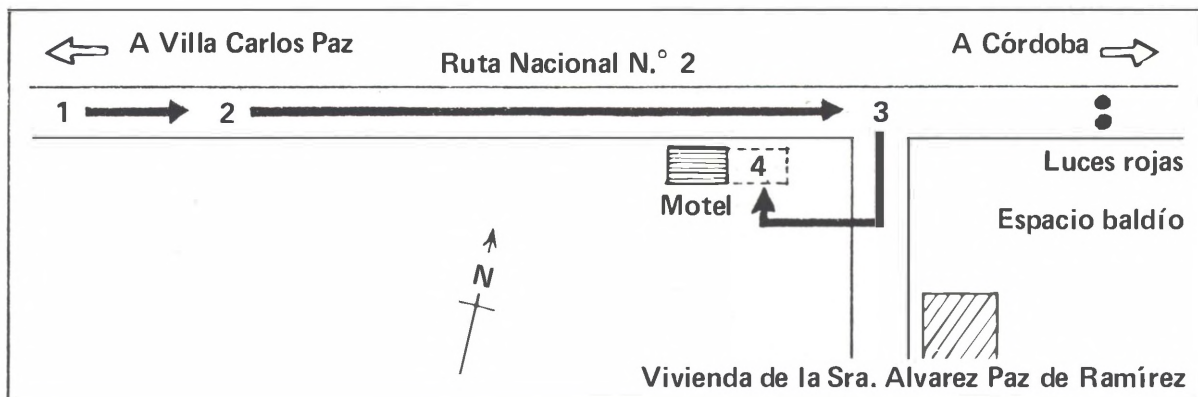 A Villa Carlos Paz
A Córdoba
Ruta Nacional N.° 2
1
2
3
4
Luces rojas
Motel
Espacio baldío
N
Vivienda de la Sra. Alvarez Paz de Ramírez